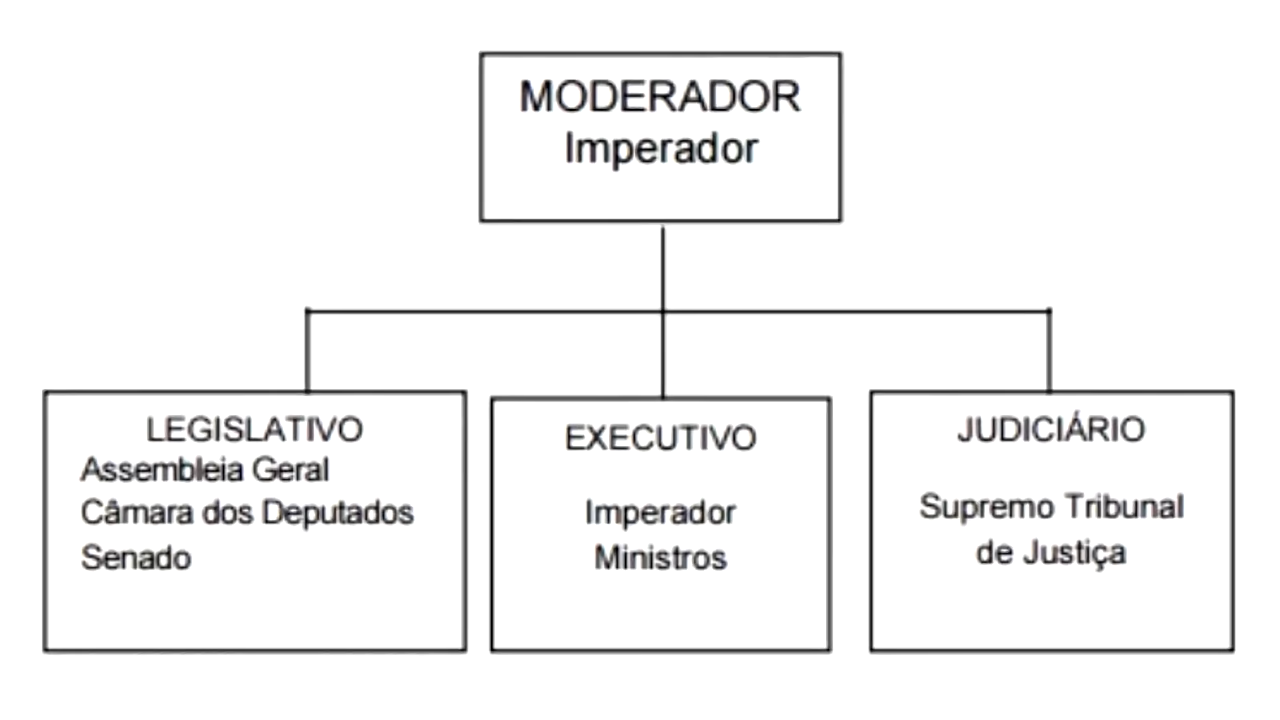 MODERADOR
Imperador
LEGISLATIVO
Assembleia Geral
Câmara dos Deputados
Senado
EXECUTIVO
Imperador
Ministros
JUDICIÁRIO
Supremo Tribunal
de Justiça